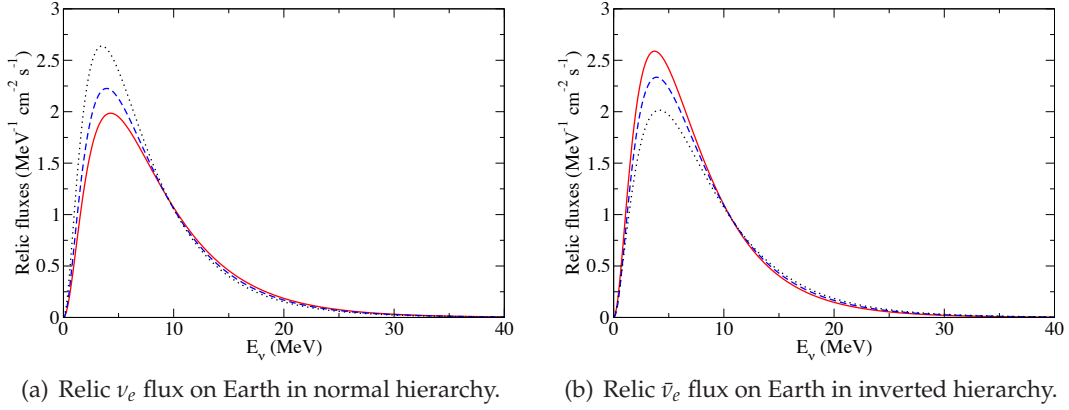 3
2.5
2
1.5
1
0.5
0
Relic fluxes (MeV⁻¹ cm⁻² s⁻¹)
0 10 20 30 40
E_ν (MeV)
3
2.5
2
1.5
1
0.5
0
Relic fluxes (MeV⁻¹ cm⁻² s⁻¹)
0 10 20 30 40
E_ν (MeV)
(a) Relic ν_e flux on Earth in normal hierarchy.
(b) Relic ν̄_e flux on Earth in inverted hierarchy.